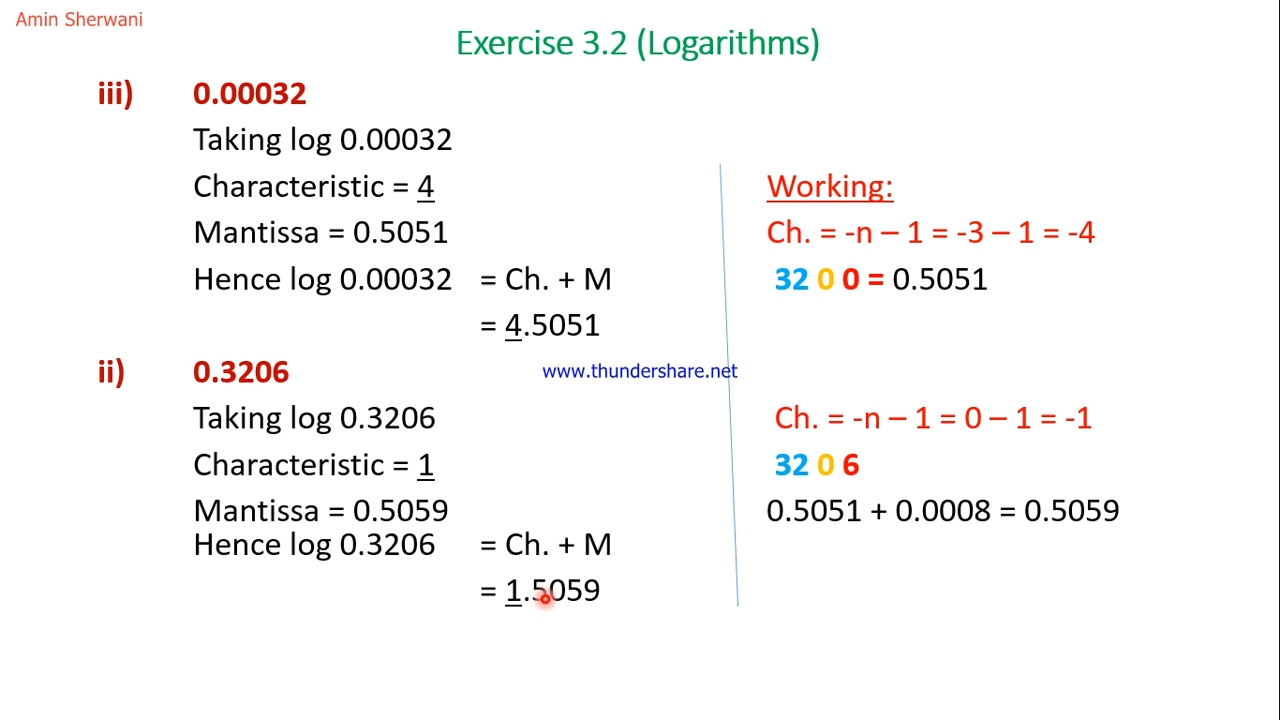 Amin Sherwani
Exercise 3.2 (Logarithms)
iii) 0.00032
Taking log 0.00032
Characteristic = 4
Mantissa = 0.5051
Hence log 0.00032 = Ch. + M
= 4.5051
Working:
Ch. = -n – 1 = -3 – 1 = -4
32 0 0 = 0.5051
www.thundershare.net
ii) 0.3206
Taking log 0.3206
Characteristic = 1
Mantissa = 0.5059
Hence log 0.3206 = Ch. + M
= 1.5059
Ch. = -n – 1 = 0 – 1 = -1
32 0 6
0.5051 + 0.0008 = 0.5059